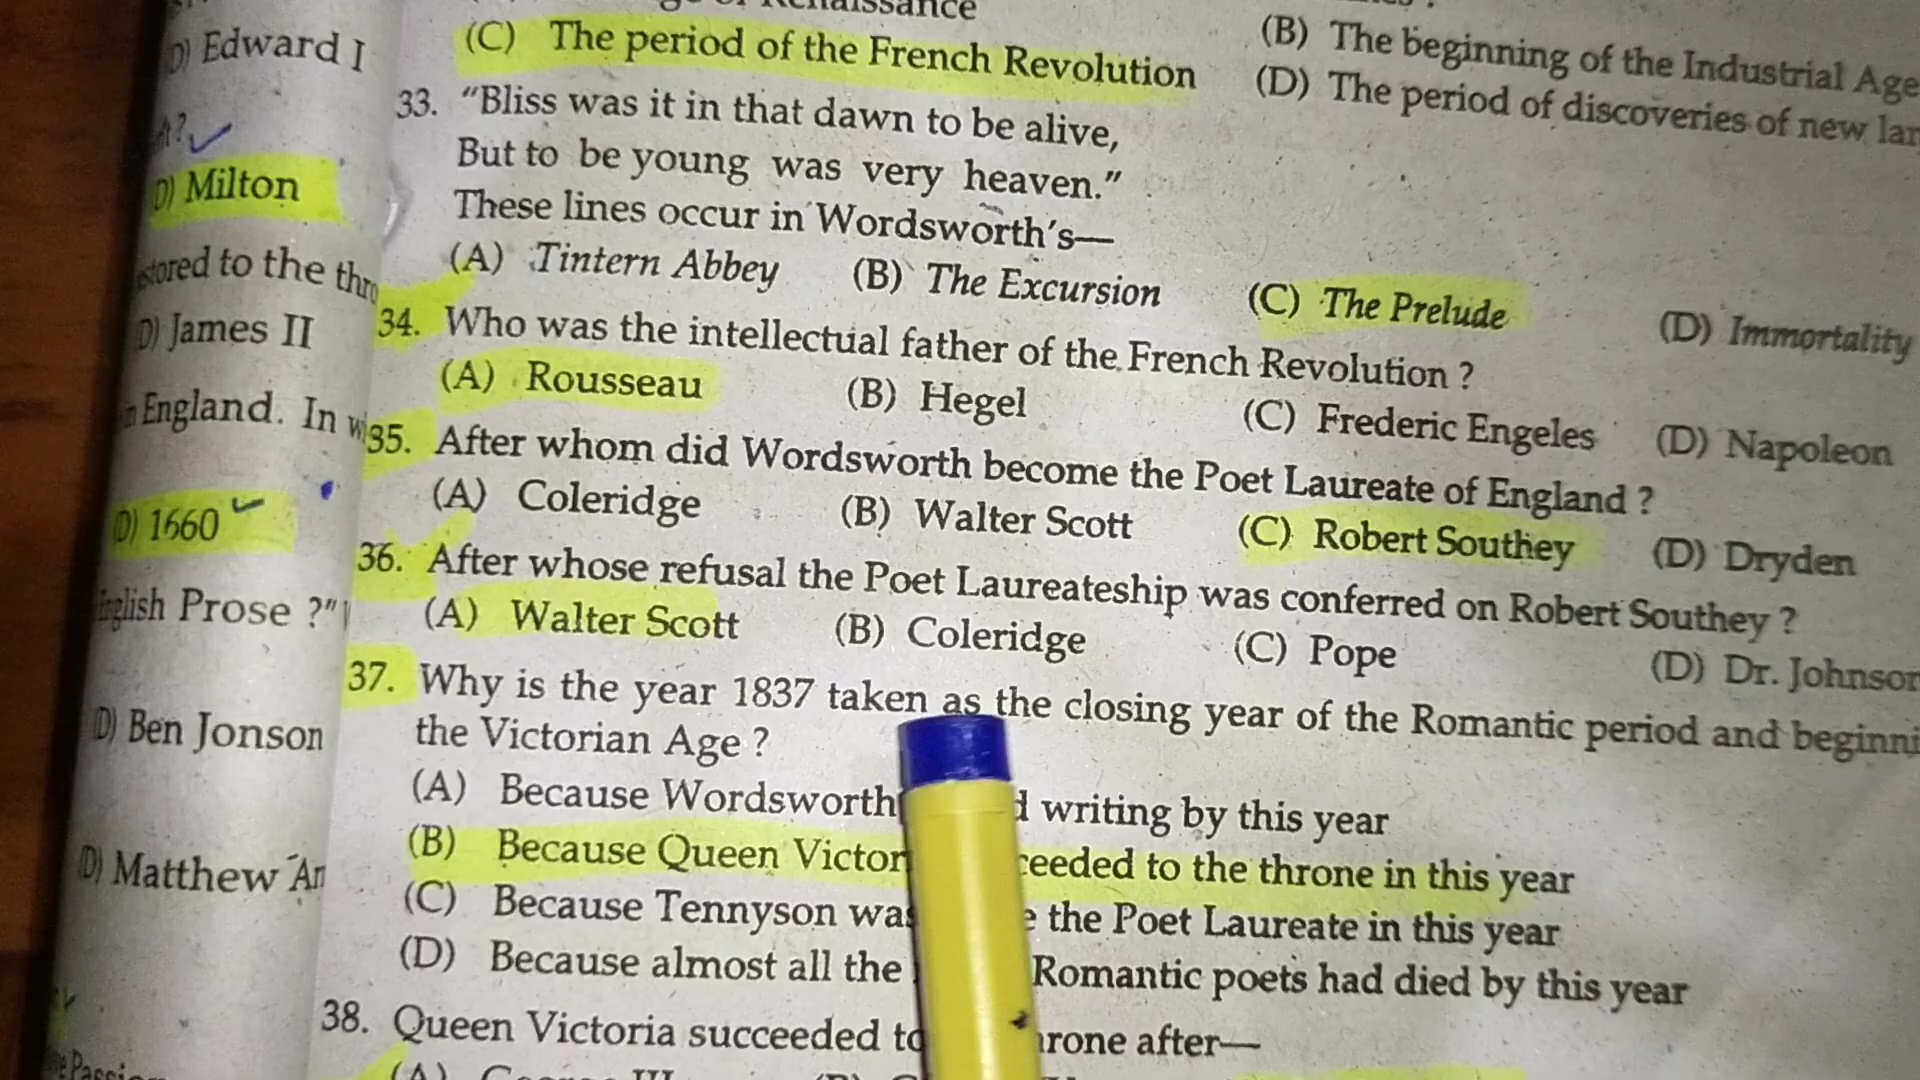 Renaissance
(C) The period of the French Revolution
(B) The beginning of the Industrial Age
(D) The period of discoveries of new
33. "Bliss was it in that dawn to be alive,
But to be young was very heaven."
These lines occur in Wordsworth's—
(A) Tintern Abbey (B) The Excursion (C) The Prelude (D) Immortality
34. Who was the intellectual father of the French Revolution ?
(A) Rousseau (B) Hegel (C) Frederic Engeles (D) Napoleon
35. After whom did Wordsworth become the Poet Laureate of England ?
(A) Coleridge (B) Walter Scott (C) Robert Southey (D) Dryden
36. After whose refusal the Poet Laureateship was conferred on Robert Southey ?
(A) Walter Scott (B) Coleridge (C) Pope (D) Dr. Johnson
37. Why is the year 1837 taken as the closing year of the Romantic period and
the Victorian Age ?
(A) Because Wordsworth writing by this year
(B) Because Queen to the throne in this year
(C) Because Tennyson the Poet Laureate in this year
(D) Because almost all the Romantic poets had died by this year
38. Queen Victoria succeeded after—
D) Edward I
D) Milton
to the
D) James II
England. In
D) 1660
Prose ?"
D) Ben Jonson
D) Matthew